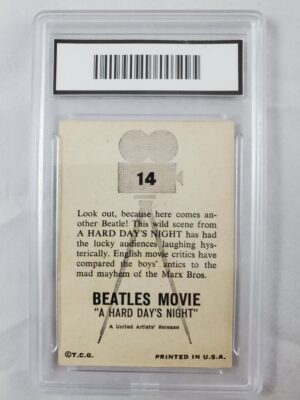 14
Look out, because here comes an-
other Beatle! This wild scene from
A HARD DAY'S NIGHT has had
the lucky audiences laughing hys-
terically. English movie critics have
compared the boys' antics to the
mad mayhem of the Marx Bros.
BEATLES MOVIE
"A HARD DAY'S NIGHT"
A United Artists' Release
©T.C.G.
PRINTED IN U.S.A.